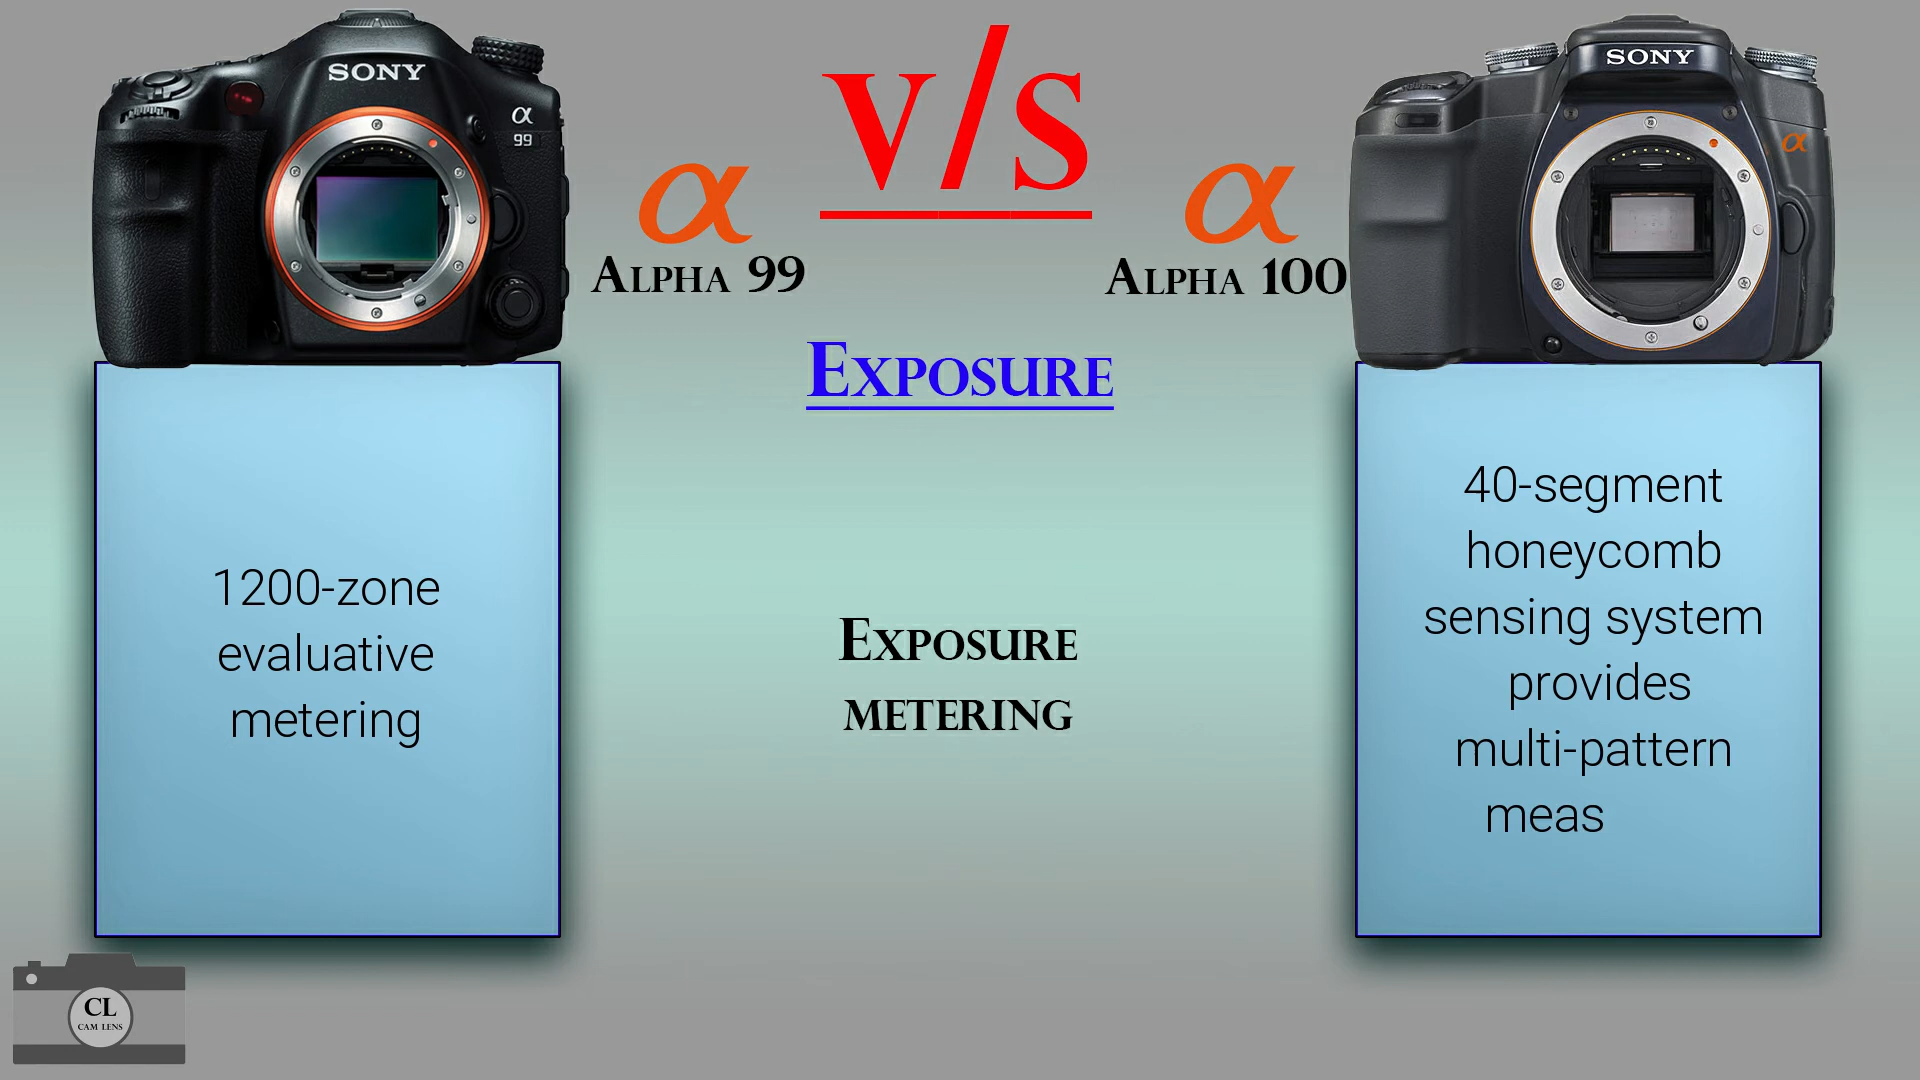 SONY
α
99
α
Alpha 99
v/s
α
Alpha 100
SONY
α
Exposure
1200-zone
evaluative
metering
Exposure
metering
40-segment
honeycomb
sensing system
provides
multi-pattern
meas
CL
CAM LENS